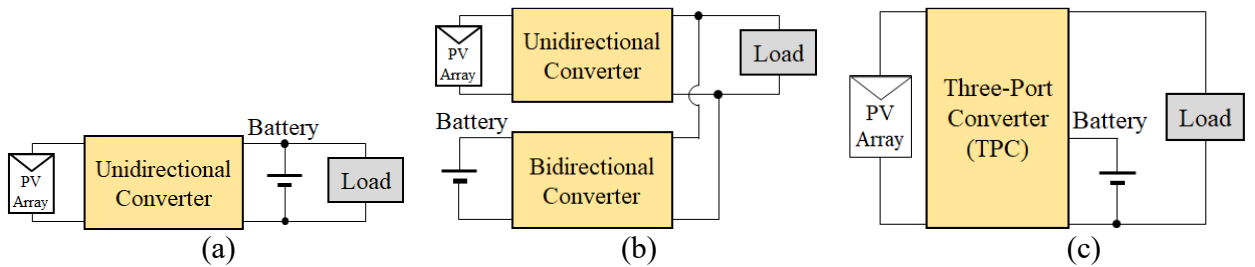 PV
Array
Unidirectional
Converter
Battery
Load
(a)
PV
Array
Unidirectional
Converter
Load
Battery
Bidirectional
Converter
(b)
PV
Array
Three-Port
Converter
(TPC)
Battery
Load
(c)